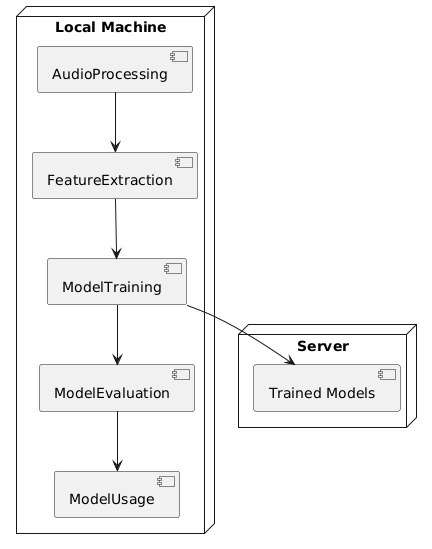 Local Machine
AudioProcessing
FeatureExtraction
ModelTraining
Server
ModelEvaluation
Trained Models
ModelUsage